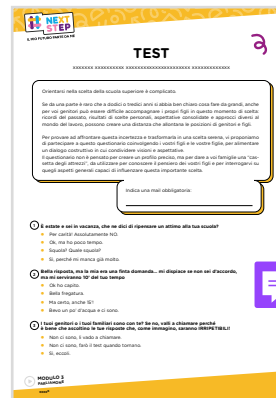 NEXT
STEP
IL MIO FUTURO PARTE DA ME
TEST
xxxxxxx xxxxxxxxxx xxxxxxxxxxxxxxxxxxxx xxxxxxxxxxxxx
Orientarsi nella scelta della scuola superiore è complicato.
Se da una parte è raro che a dodici o tredici anni si abbia ben chiaro cosa fare da grandi, anche
per voi genitori può essere difficile accompagnare i propri figli in questo momento di scelta:
ricordi del passato, risultati di scelte personali, aspettative consolidate e approcci diversi al
mondo del lavoro, possono creare una distanza che allontana le posizioni di genitori e figli.
Per provare ad affrontare questa incertezza e trasformarla in una scelta serena, vi proponiamo
di partecipare a questo questionario coinvolgendo i vostri figli e le vostre figlie, per alimentare
un dialogo costruttivo in cui condividere visioni e aspettative.
Il questionario non è pensato per creare un profilo preciso, ma per dare a voi famiglie una "cas-
setta degli attrezzi", da utilizzare per conoscere il pensiero dei vostri figli e per interrogarvi su
quegli aspetti generali capaci di influenzare questa importante scelta.
Indica una mail obbligatoria:
1 È estate e sei in vacanza, che ne dici di ripensare un attimo alla tua scuola?
Per carità! Assolutamente NO.
Ok, ma ho poco tempo.
Squola? Quale squola?
Sì, perché mi manca già molto.
2 Bella risposta, ma la mia era una finta domanda... mi dispiace se non sei d'accordo,
ma mi serviranno 10' del tuo tempo
Ok ho capito.
Bella fregatura.
Ma certo, anche 15'!
Bevo un po' d'acqua e ci sono.
3 I tuoi genitori o i tuoi familiari sono con te? Se no, valli a chiamare perché
è bene che ascoltino le tue risposte che, come immagino, saranno IRRIPETIBILI!
Non ci sono, li vado a chiamare.
Non ci sono, farò il test quando tornano.
Sì, eccoli.
MODULO 3
PAGLIANONE